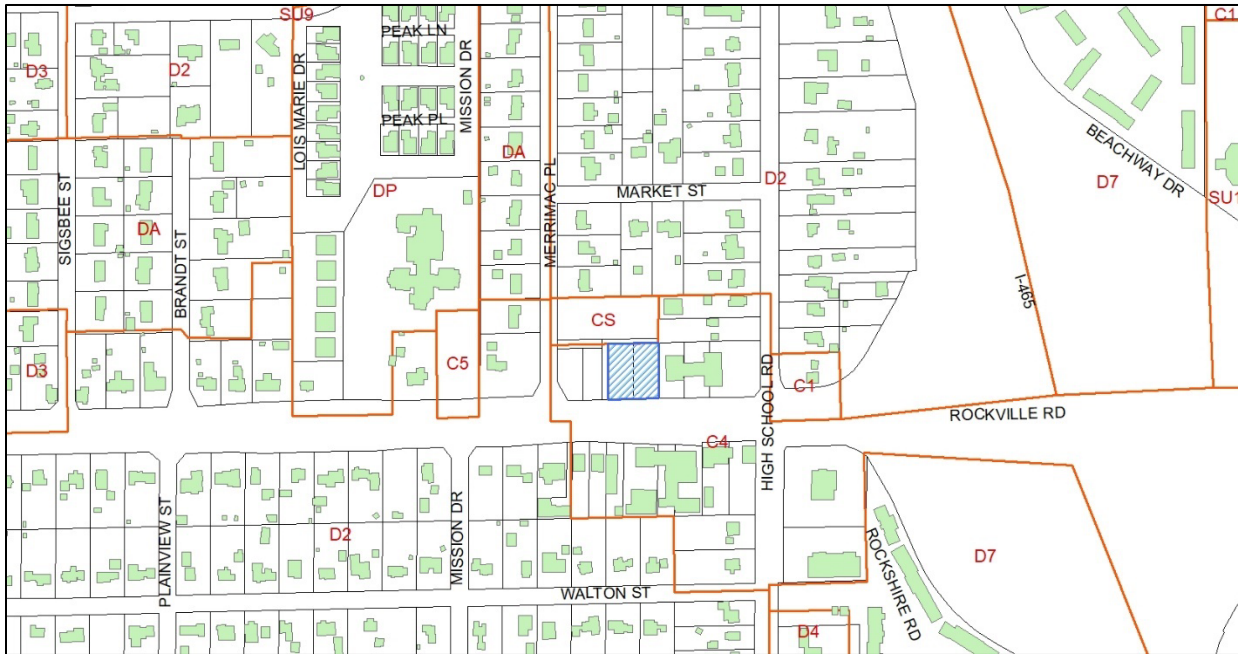 SU9
C1
PEAK LN
D3
D2
LOIS MARIE DR
MISSION DR
PEAK PL
DA
BEACHWAY DR
MARKET ST
D2
D7
DP
SU1
SIGSBEE ST
DA
BRANDT ST
MERRIMAC PL
I-465
CS
D3
C5
HIGH SCHOOL RD
C1
ROCKVILLE RD
C4
PLAINVIEW ST
D2
MISSION DR
ROCKSHIRE RD
D7
WALTON ST
D4